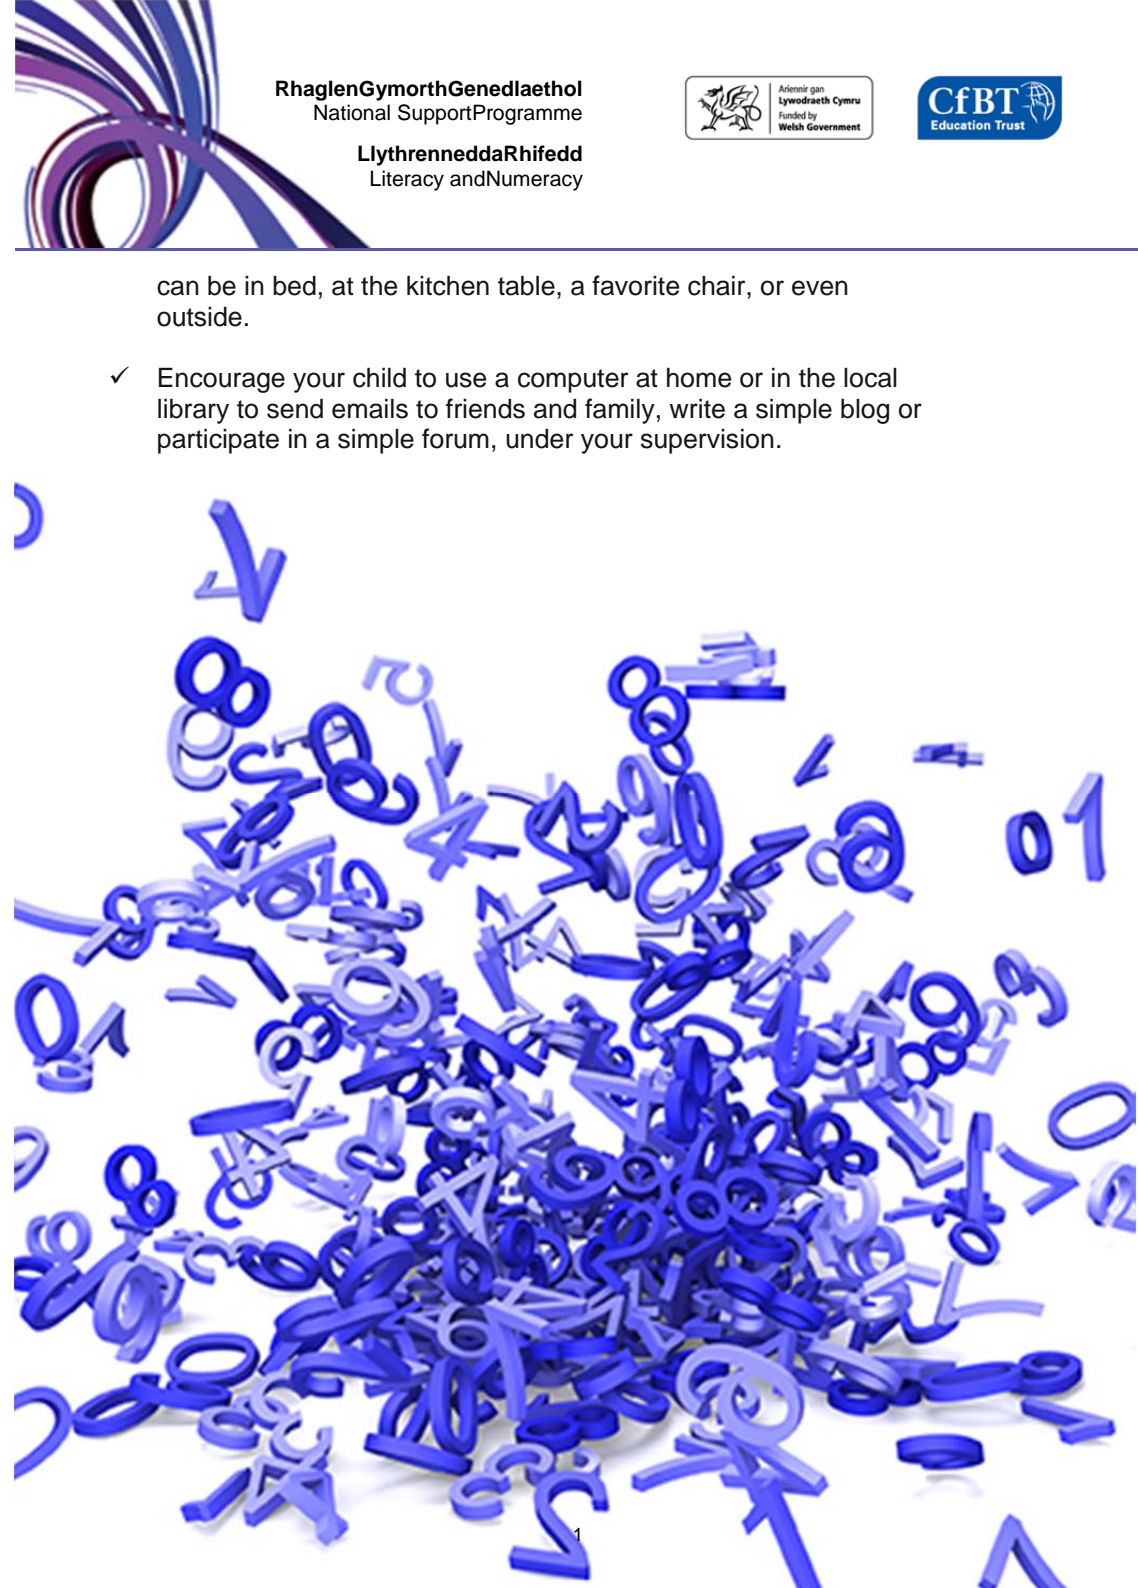 RhaglenGymorthGenedlaethol
National SupportProgramme
LlythrenneddaRhifedd
Literacy andNumeracy
Ariennir gan
Lywodraeth Cymru
Funded by
Welsh Government
CfBT
Education Trust
can be in bed, at the kitchen table, a favorite chair, or even
outside.
✓ Encourage your child to use a computer at home or in the local
library to send emails to friends and family, write a simple blog or
participate in a simple forum, under your supervision.
1